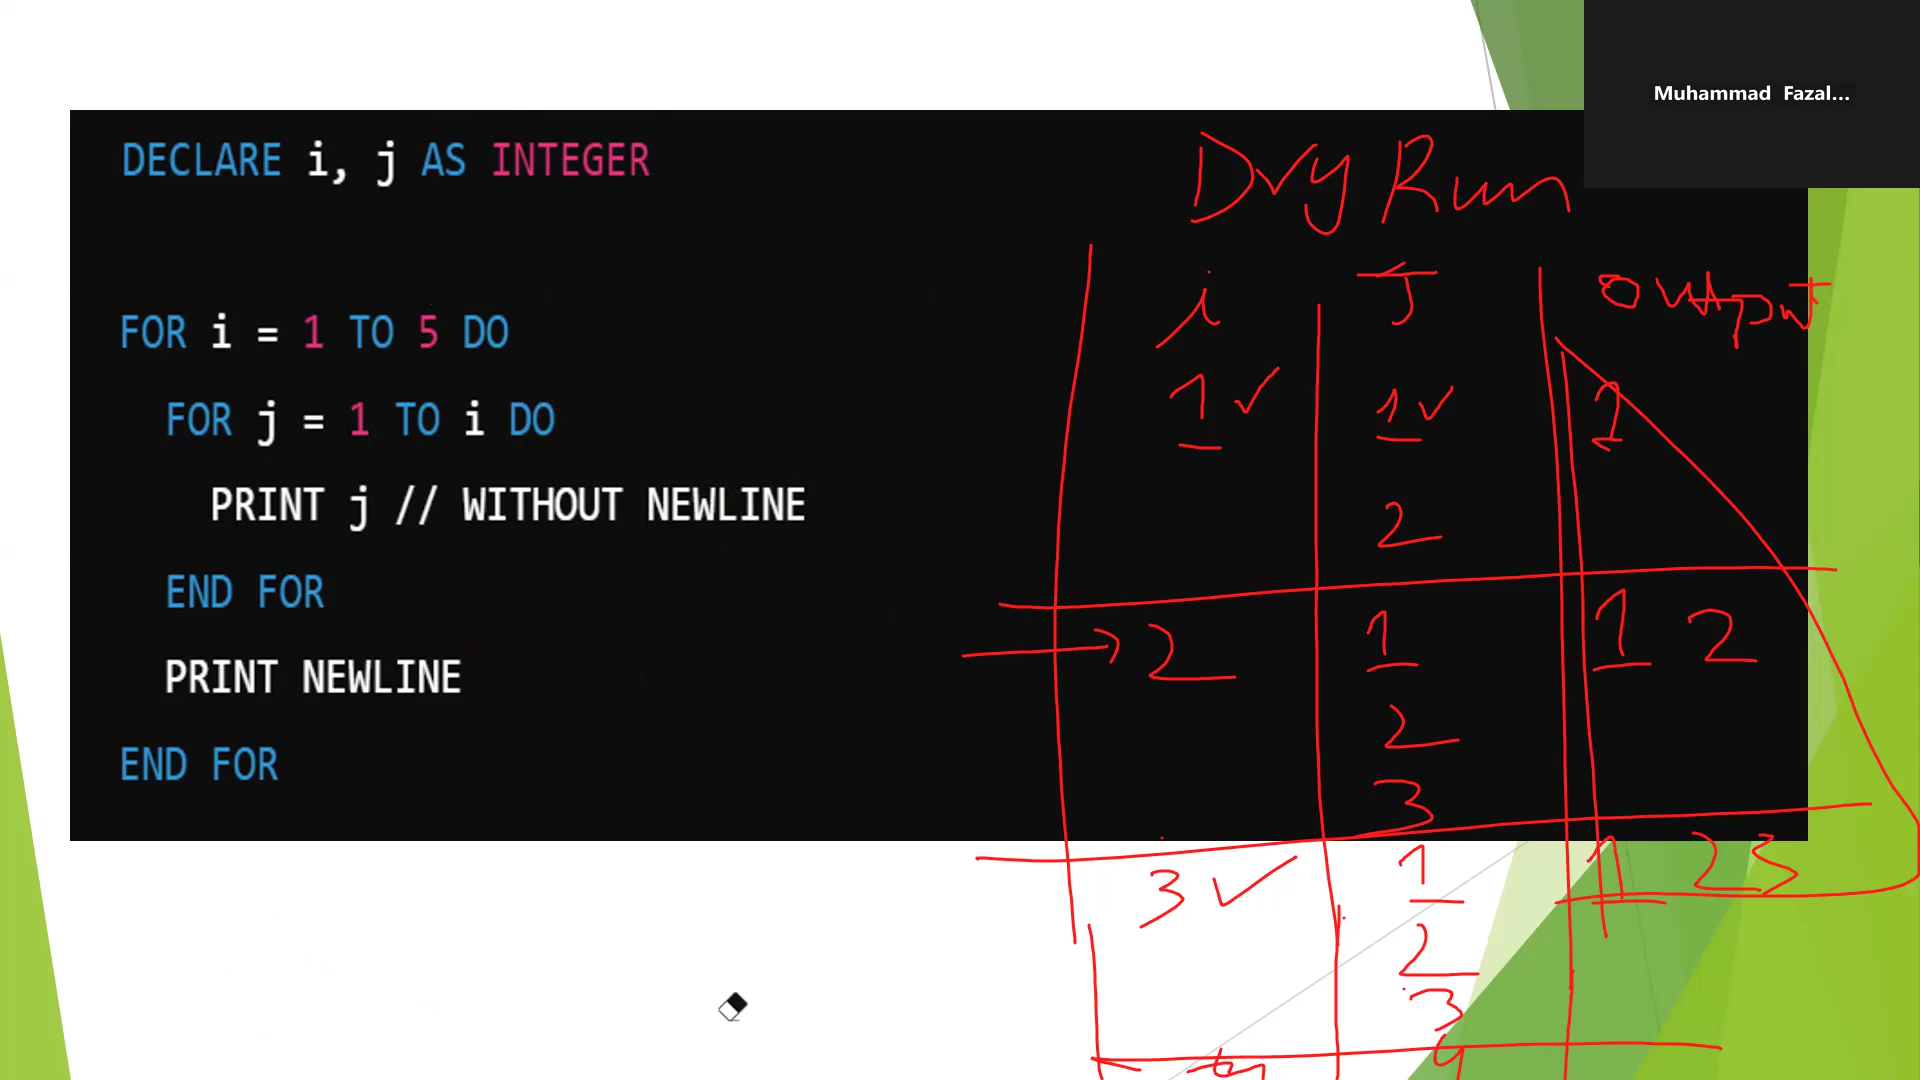 Muhammad Fazal...
DECLARE i, j AS INTEGER
FOR i = 1 TO 5 DO
FOR j = 1 TO i DO
PRINT j // WITHOUT NEWLINE
END FOR
PRINT NEWLINE
END FOR
Dry Run
i J output
1 ✓ 1 ✓ 1
2
2 1 1 2
2
3
3 ✓ 1 1 2 3
2
3
4 4